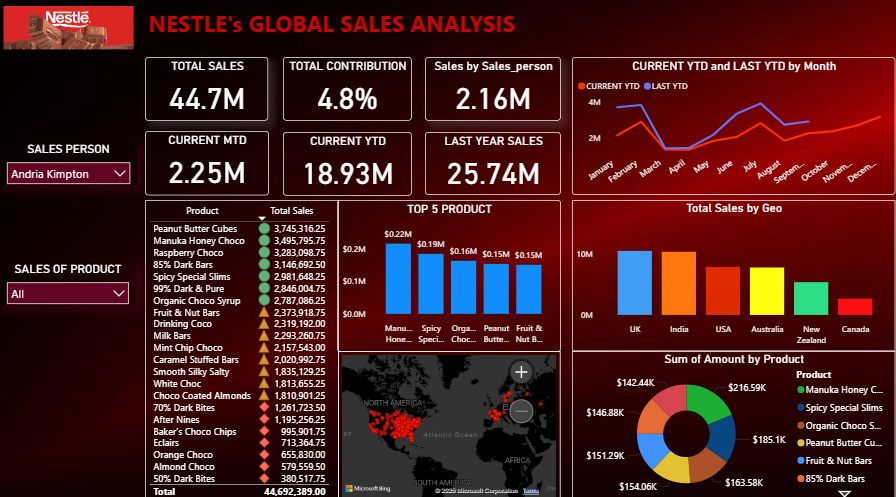 Nestlé.
NESTLE's GLOBAL SALES ANALYSIS
TOTAL SALES
44.7M
TOTAL CONTRIBUTION
4.8%
Sales by Sales_person
2.16M
CURRENT MTD
2.25M
CURRENT YTD
18.93M
LAST YEAR SALES
25.74M
SALES PERSON
Andria Kimpton
SALES OF PRODUCT
All
CURRENT YTD and LAST YTD by Month
CURRENT YTD LAST YTD
4M
2M
January
February
March
April
May
June
July
August
Septem...
October
Novem...
Decem...
Product Total Sales
Peanut Butter Cubes 3,745,316.25
Manuka Honey Choco 3,495,795.75
Raspberry Choco 3,283,098.75
85% Dark Bars 3,146,692.50
Spicy Special Slims 2,981,648.25
99% Dark & Pure 2,846,004.75
Organic Choco Syrup 2,787,086.25
Fruit & Nut Bars 2,373,918.75
Drinking Coco 2,319,192.00
Milk Bars 2,293,260.75
Mint Chip Choco 2,157,543.00
Caramel Stuffed Bars 2,020,992.75
Smooth Silky Salty 1,835,129.25
White Choc 1,813,655.25
Choco Coated Almonds 1,810,901.25
70% Dark Bites 1,261,723.50
After Nines 1,195,256.25
Baker's Choco Chips 995,901.75
Eclairs 713,364.75
Orange Choco 655,830.00
Almond Choco 579,559.50
50% Dark Bites 380,517.75
Total 44,692,389.00
TOP 5 PRODUCT
$0.2M
$0.1M
$0.0M
$0.22M
$0.19M
$0.16M
$0.15M
$0.15M
Manu... Spicy Orga... Peanut Fruit &
Hone... Speci... Choc... Butte... Nut B...
NORTH AMERICA
Atlantic Ocean
AFRICA
SOUTH AMERICA
Microsoft Bing
© 2025 Microsoft Corporation Terms
Total Sales by Geo
10M
0M
UK
India
USA
Australia
New
Zealand
Canada
Sum of Amount by Product
$142.44K
$146.88K
$151.29K
$154.06K
$216.59K
$185.1K
$163.58K
Product
Manuka Honey C...
Spicy Special Slims
Organic Choco S...
Peanut Butter Cu...
Fruit & Nut Bars
85% Dark Bars